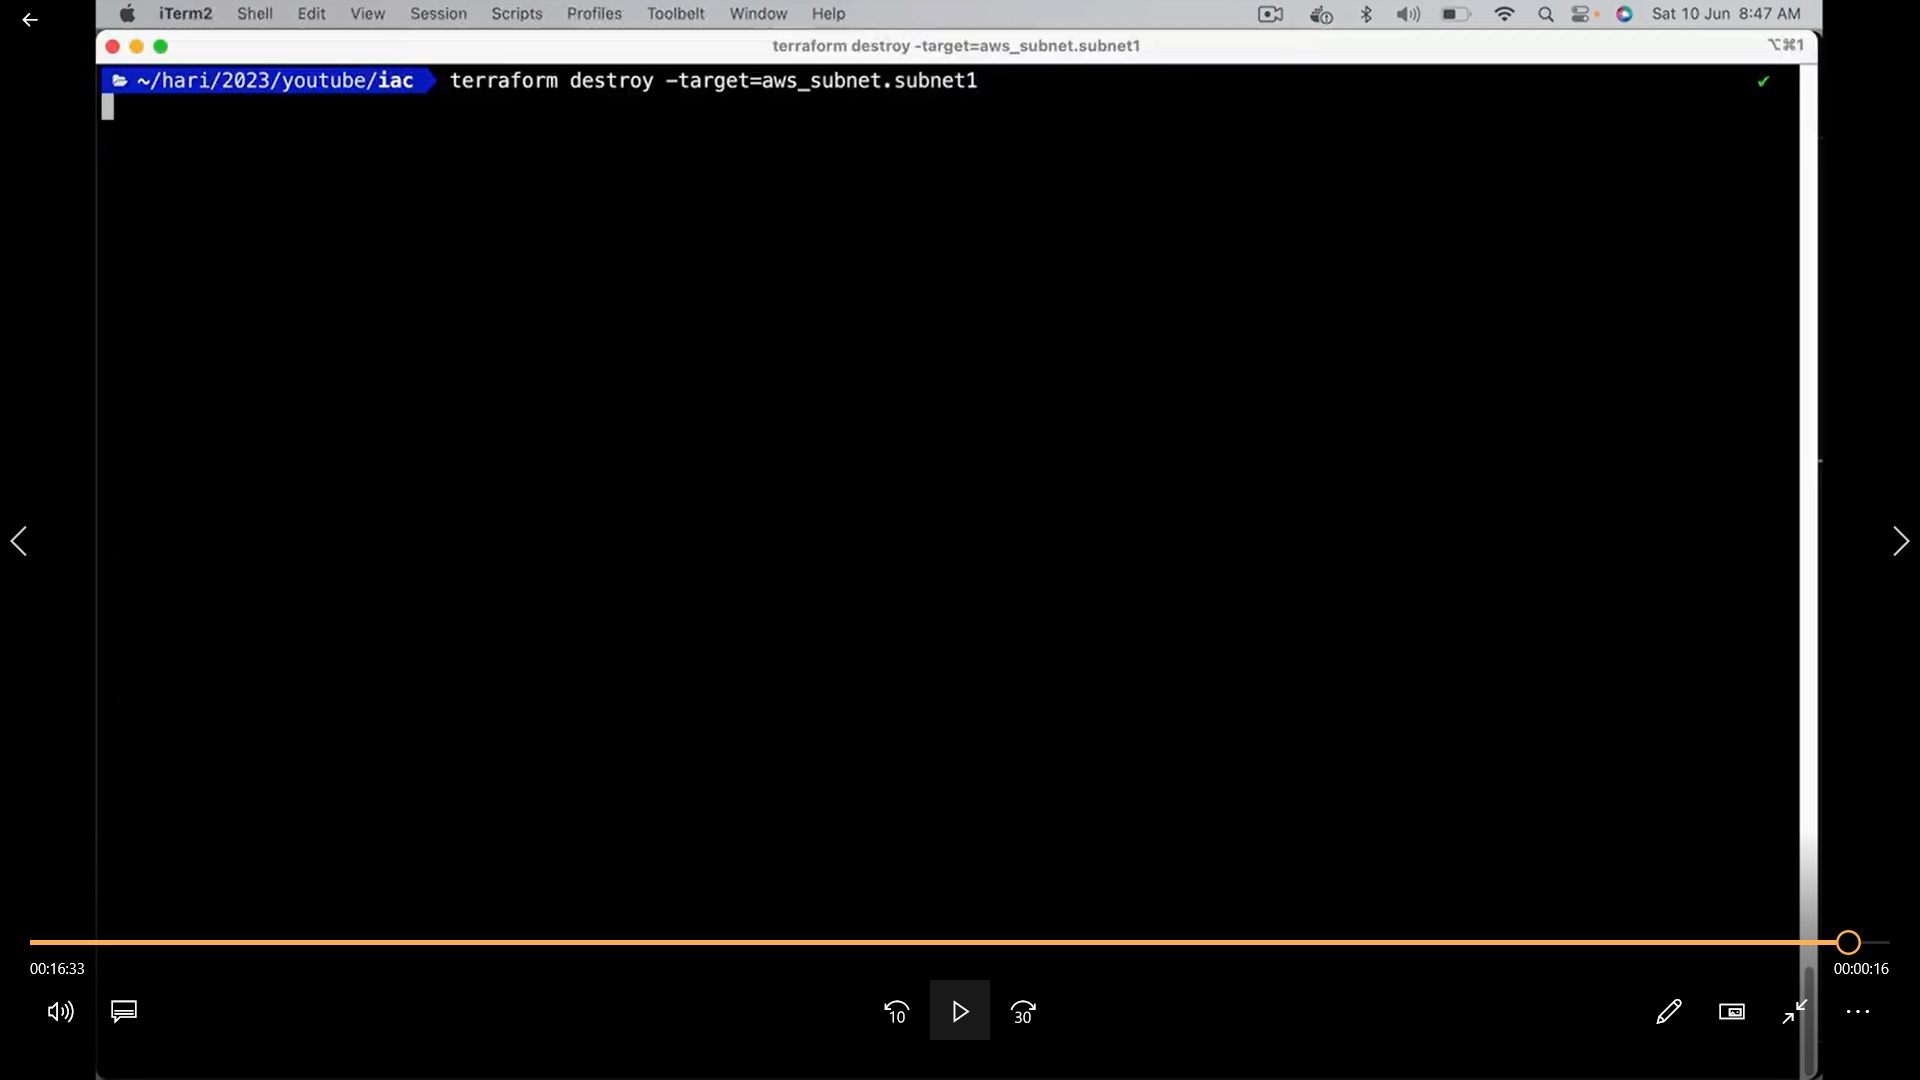 iTerm2 Shell Edit View Session Scripts Profiles Toolbelt Window Help Sat 10 Jun 8:47 AM
terraform destroy -target=aws_subnet.subnet1 ⌥⌘1
~/hari/2023/youtube/iac terraform destroy -target=aws_subnet.subnet1 ✔
00:16:33 00:00:16
10 30